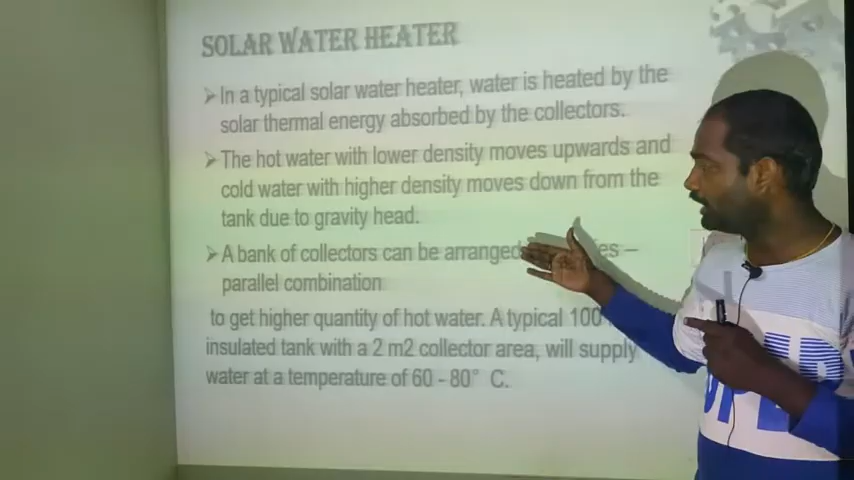 SOLAR WATER HEATER
➢ In a typical solar water heater, water is heated by the
solar thermal energy absorbed by the collectors.
➢ The hot water with lower density moves upwards and
cold water with higher density moves down from the
tank due to gravity head.
➢ A bank of collectors can be arranged –
parallel combination
to get higher quantity of hot water. A typical 100
insulated tank with a 2 m2 collector area, will supply
water at a temperature of 60 - 80° C.